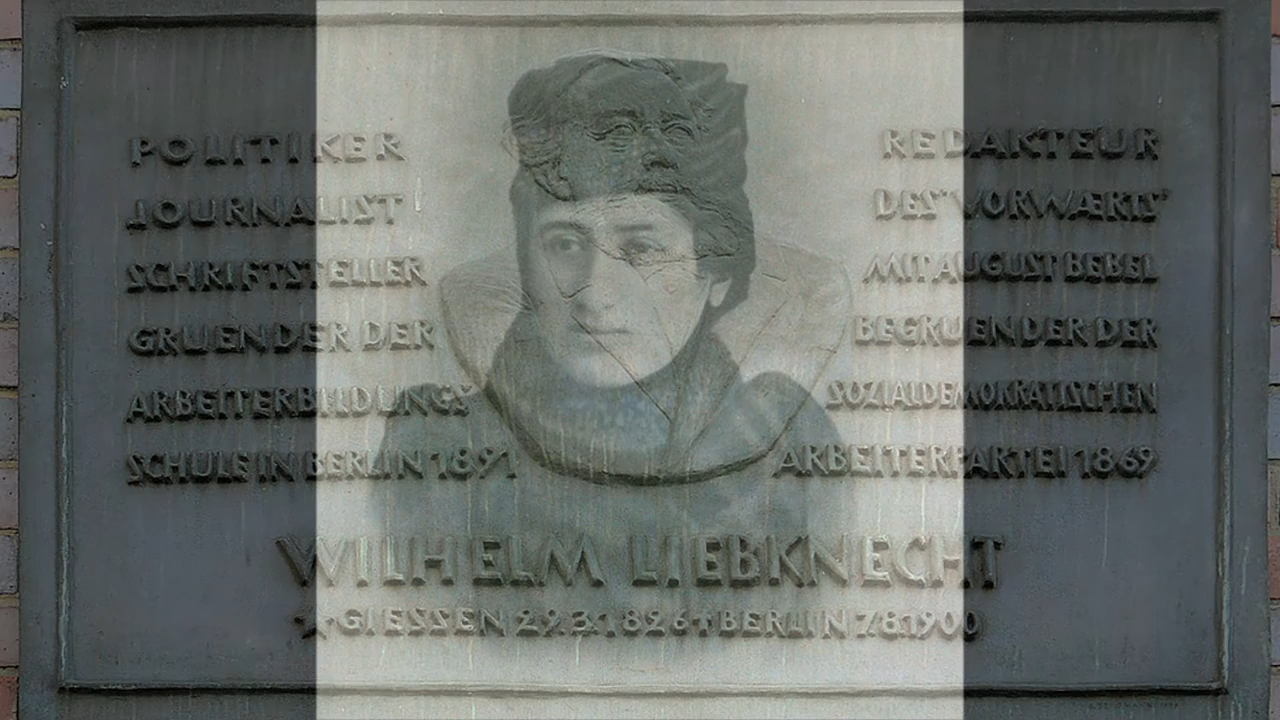 POLITIKER
JOURNALIST
SCHRIFTSTELLER
GRUENDER DER
ARBEITERBILDUNGS
SCHULE IN BERLIN 1891
REDAKTEUR
DES "VORWÆRTS"
MIT AUGUST BEBEL
BEGRUENDER DER
SOZIALDEMOKRATISCHEN
ARBEITERPARTEI 1869
WILHELM LIEBKNECHT
* GIESSEN 29.3.1826 † BERLIN 7.8.1900